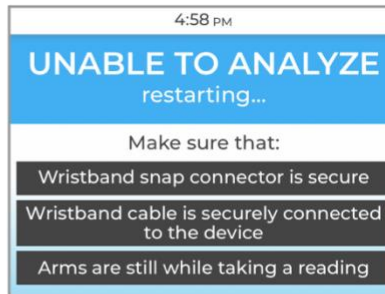 4:58 PM
UNABLE TO ANALYZE
restarting...
Make sure that:
Wristband snap connector is secure
Wristband cable is securely connected
to the device
Arms are still while taking a reading